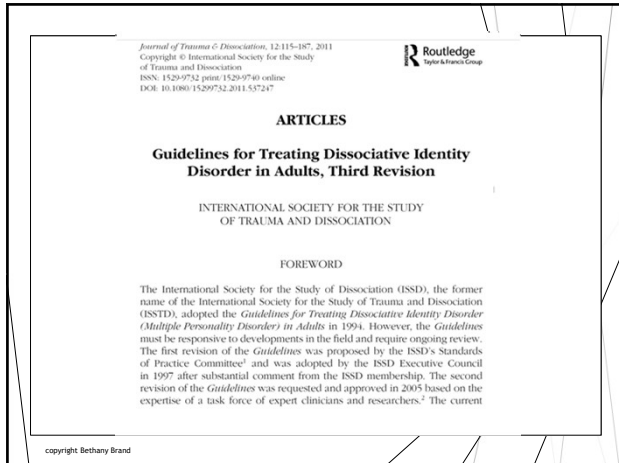 Journal of Trauma & Dissociation, 12:115–187, 2011
Copyright © International Society for the Study
of Trauma and Dissociation
ISSN: 1529-9732 print/1529-9740 online
DOI: 10.1080/15299732.2011.537247
Routledge
Taylor & Francis Group
ARTICLES
Guidelines for Treating Dissociative Identity
Disorder in Adults, Third Revision
INTERNATIONAL SOCIETY FOR THE STUDY
OF TRAUMA AND DISSOCIATION
FOREWORD
The International Society for the Study of Dissociation (ISSD), the former
name of the International Society for the Study of Trauma and Dissociation
(ISSTD), adopted the Guidelines for Treating Dissociative Identity Disorder
(Multiple Personality Disorder) in Adults in 1994. However, the Guidelines
must be responsive to developments in the field and require ongoing review.
The first revision of the Guidelines was proposed by the ISSD's Standards
of Practice Committee¹ and was adopted by the ISSD Executive Council
in 1997 after substantial comment from the ISSD membership. The second
revision of the Guidelines was requested and approved in 2005 based on the
expertise of a task force of expert clinicians and researchers.² The current
copyright Bethany Brand